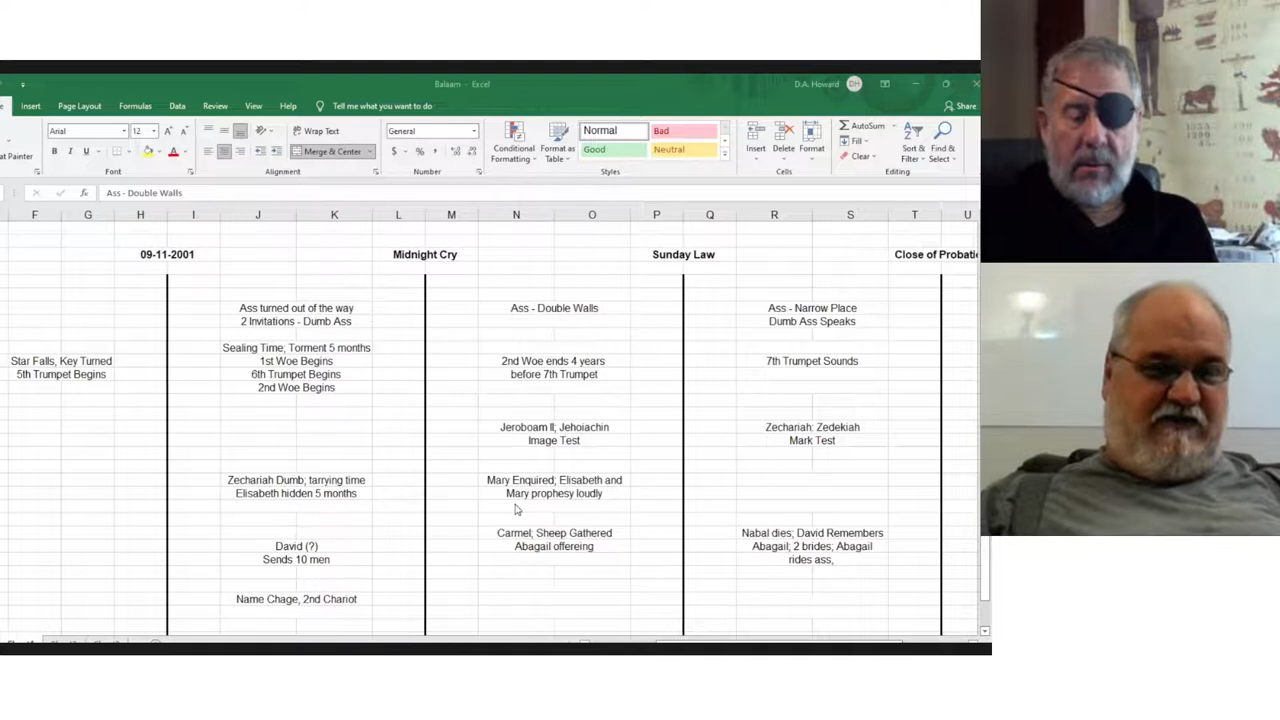 Balaam - Excel
D.A. Howard DH
Insert Page Layout Formulas Data Review View Help Tell me what you want to do Share
Arial 12 A A Wrap Text General Normal Bad AutoSum
Painter B I U A Merge & Center $ % , Conditional Formatting Format as Table Good Neutral Insert Delete Format Fill Clear Sort & Filter Find & Select
Font Alignment Number Styles Cells Editing
fx Ass - Double Walls
F G H I J K L M N O P Q R S T U
09-11-2001 Midnight Cry Sunday Law Close of Probati
Ass turned out of the way
2 Invitations - Dumb Ass
Ass - Double Walls
Ass - Narrow Place
Dumb Ass Speaks
Star Falls, Key Turned
5th Trumpet Begins
Sealing Time; Torment 5 months
1st Woe Begins
6th Trumpet Begins
2nd Woe Begins
2nd Woe ends 4 years
before 7th Trumpet
7th Trumpet Sounds
Jeroboam II; Jehoiachin
Image Test
Zechariah: Zedekiah
Mark Test
Zechariah Dumb; tarrying time
Elisabeth hidden 5 months
Mary Enquired; Elisabeth and
Mary prophesy loudly
David (?)
Sends 10 men
Carmel; Sheep Gathered
Abagail offereing
Nabal dies; David Remembers
Abagail; 2 brides; Abagail
rides ass,
Name Chage, 2nd Chariot